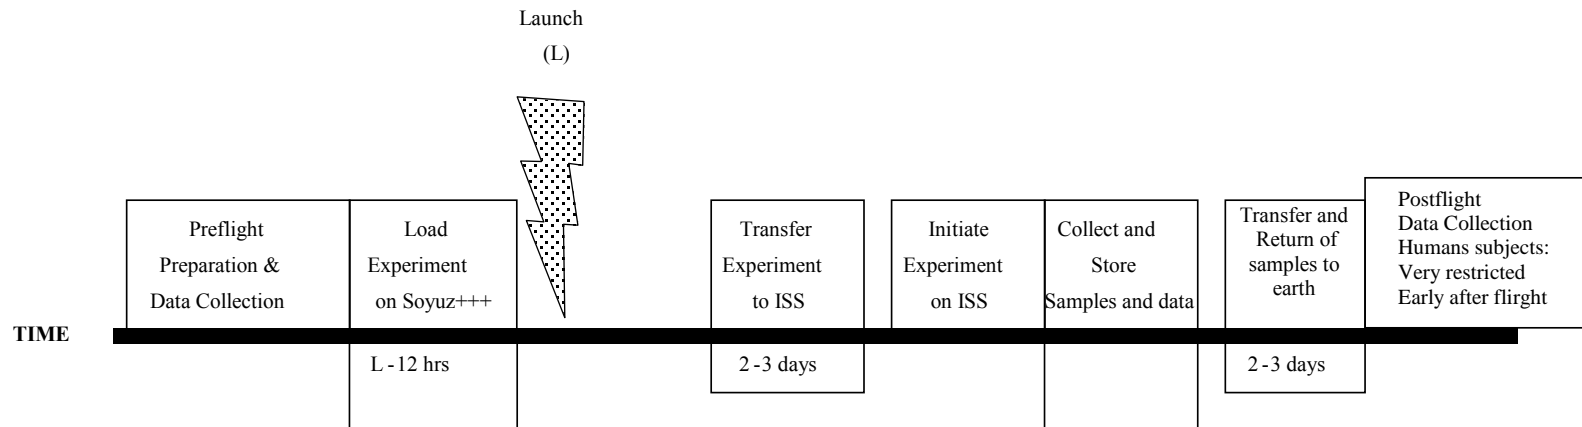 Launch
(L)
Preflight
Preparation &
Data Collection
Load
Experiment
on Soyuz+++
Transfer
Experiment
to ISS
Initiate
Experiment
on ISS
Collect and
Store
Samples and data
Transfer and
Return of
samples to
earth
Postflight
Data Collection
Humans subjects:
Very restricted
Early after flirght
TIME
L -12 hrs
2 -3 days
2 -3 days